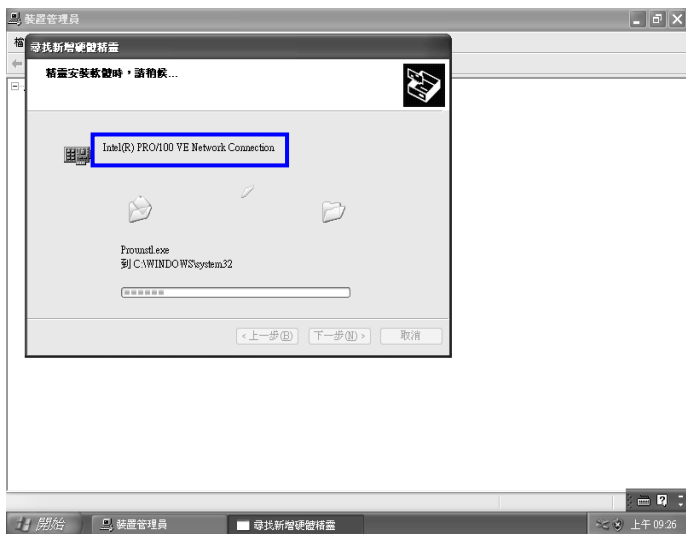 裝置管理員
檔
尋找新增硬體精靈
精靈安裝軟體時，請稍候...
Intel(R) PRO/100 VE Network Connection
Prounstl.exe
到 C:\WINDOWS\system32
<上一步(B)
下一步(N)>
取消
開始
裝置管理員
尋找新增硬體精靈
上午 09:26